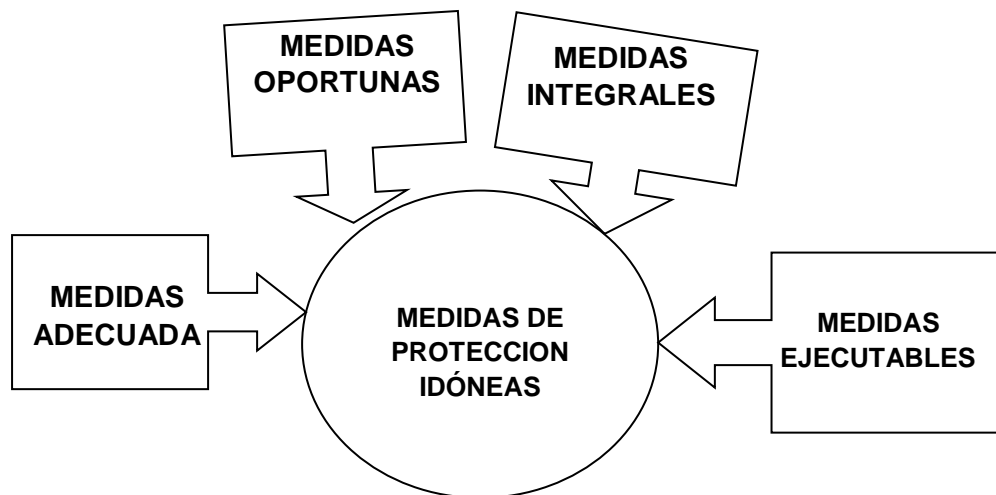 MEDIDAS
OPORTUNAS
MEDIDAS
INTEGRALES
MEDIDAS
ADECUADA
MEDIDAS DE
PROTECCION
IDÓNEAS
MEDIDAS
EJECUTABLES